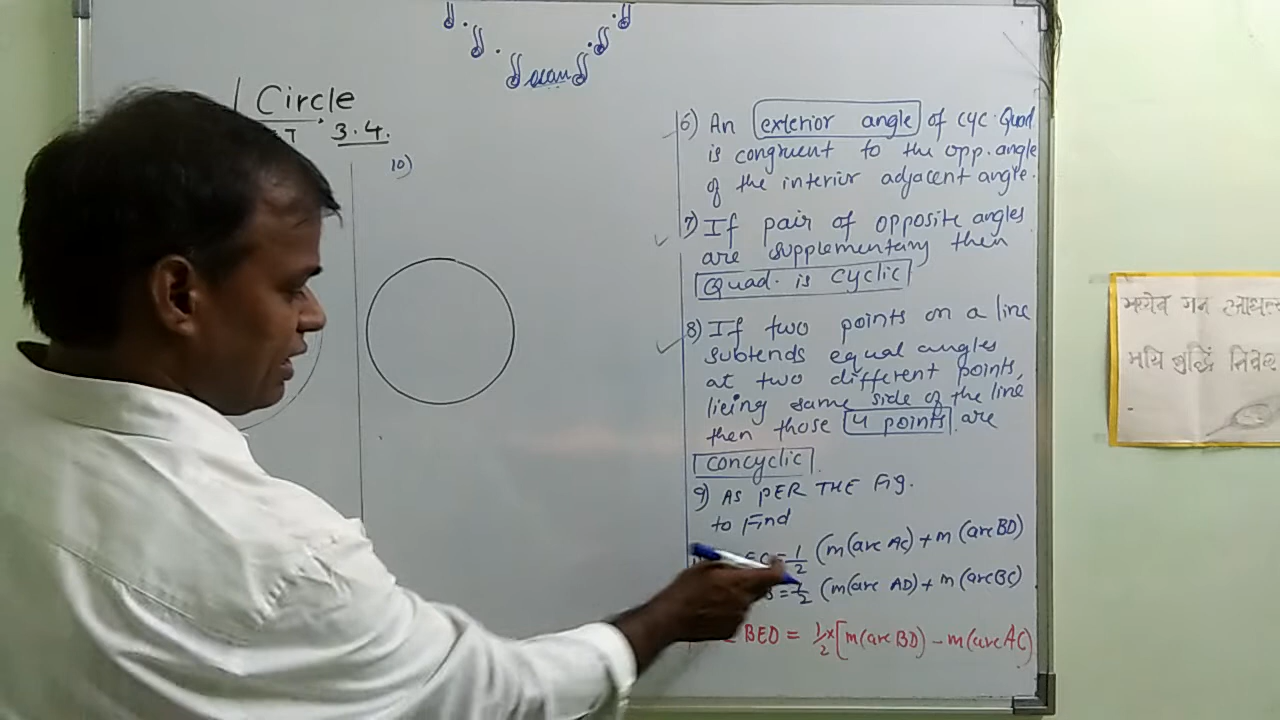 Circle
3.4.
10)
6) An exterior angle of cyc. Quad
is congruent to the opp. angle
of the interior adjacent angle.
7) If pair of opposite angles
are supplementary then
Quad. is cyclic
8) If two points on a line
subtends equal angles
at two different points,
lieing same side of the line
then those 4 points are
concyclic.
9) AS PER THE Fig.
to Find
= 1/2 (m(arc AC) + m(arc BD)
= 1/2 (m(arc AD) + m(arc BC)
BED = 1/2 x [m(arc BD) - m(arc AC)